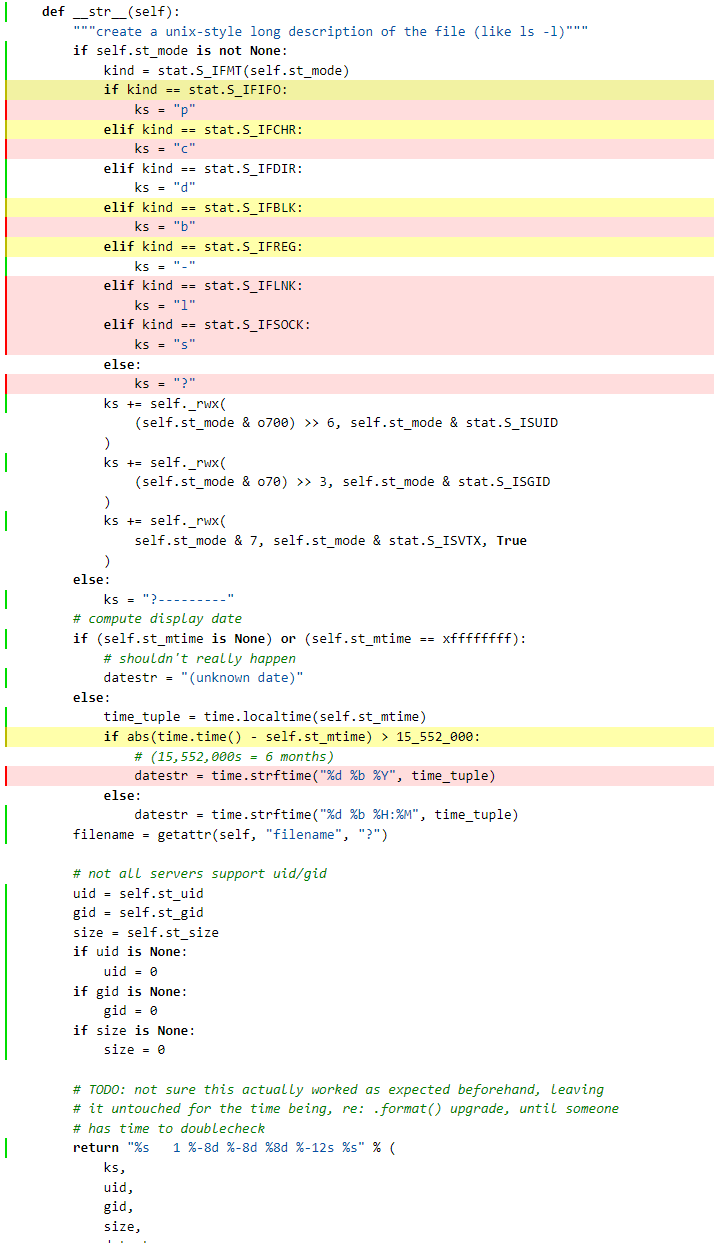 def __str__(self):
    """create a unix-style long description of the file (like ls -l)"""
    if self.st_mode is not None:
        kind = stat.S_IFMT(self.st_mode)
        if kind == stat.S_IFIFO:
            ks = "p"
        elif kind == stat.S_IFCHR:
            ks = "c"
        elif kind == stat.S_IFDIR:
            ks = "d"
        elif kind == stat.S_IFBLK:
            ks = "b"
        elif kind == stat.S_IFREG:
            ks = "-"
        elif kind == stat.S_IFLNK:
            ks = "l"
        elif kind == stat.S_IFSOCK:
            ks = "s"
        else:
            ks = "?"
        ks += self._rwx(
            (self.st_mode & o700) >> 6, self.st_mode & stat.S_ISUID
        )
        ks += self._rwx(
            (self.st_mode & o70) >> 3, self.st_mode & stat.S_ISGID
        )
        ks += self._rwx(
            self.st_mode & 7, self.st_mode & stat.S_ISVTX, True
        )
    else:
        ks = "?---------"
    # compute display date
    if (self.st_mtime is None) or (self.st_mtime == xffffffff):
        # shouldn't really happen
        datestr = "(unknown date)"
    else:
        time_tuple = time.localtime(self.st_mtime)
        if abs(time.time() - self.st_mtime) > 15_552_000:
            # (15,552,000s = 6 months)
            datestr = time.strftime("%d %b %Y", time_tuple)
        else:
            datestr = time.strftime("%d %b %H:%M", time_tuple)
    filename = getattr(self, "filename", "?")

    # not all servers support uid/gid
    uid = self.st_uid
    gid = self.st_gid
    size = self.st_size
    if uid is None:
        uid = 0
    if gid is None:
        gid = 0
    if size is None:
        size = 0

    # TODO: not sure this actually worked as expected beforehand, leaving
    # it untouched for the time being, re: .format() upgrade, until someone
    # has time to doublecheck
    return "%s   1 %-8d %-8d %8d %-12s %s" % (
        ks,
        uid,
        gid,
        size,